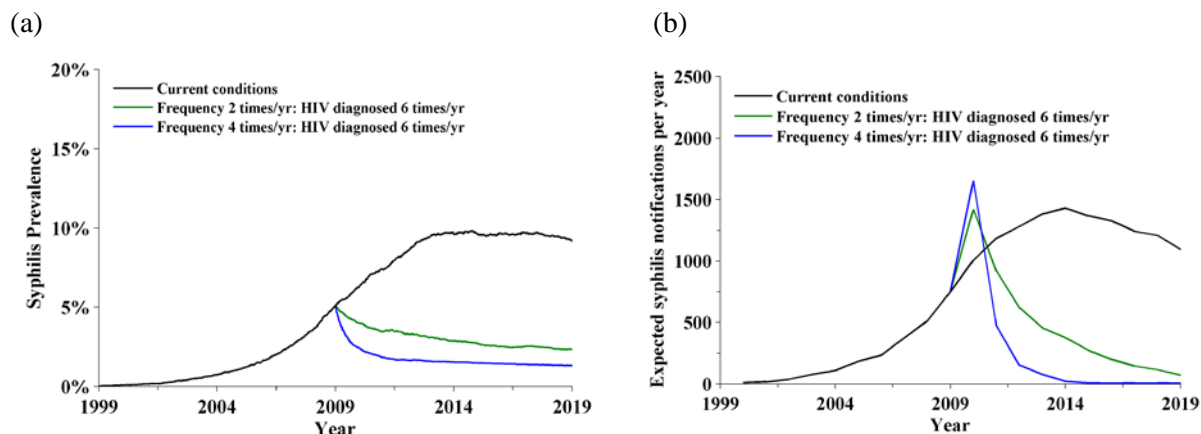 (a)
20%
15%
10%
5%
0%
Syphilis Prevalence
Current conditions
Frequency 2 times/yr: HIV diagnosed 6 times/yr
Frequency 4 times/yr: HIV diagnosed 6 times/yr
1999 2004 2009 2014 2019
Year
(b)
2500
2000
1500
1000
500
0
Expected syphilis notifications per year
Current conditions
Frequency 2 times/yr: HIV diagnosed 6 times/yr
Frequency 4 times/yr: HIV diagnosed 6 times/yr
1999 2004 2009 2014 2019
Year